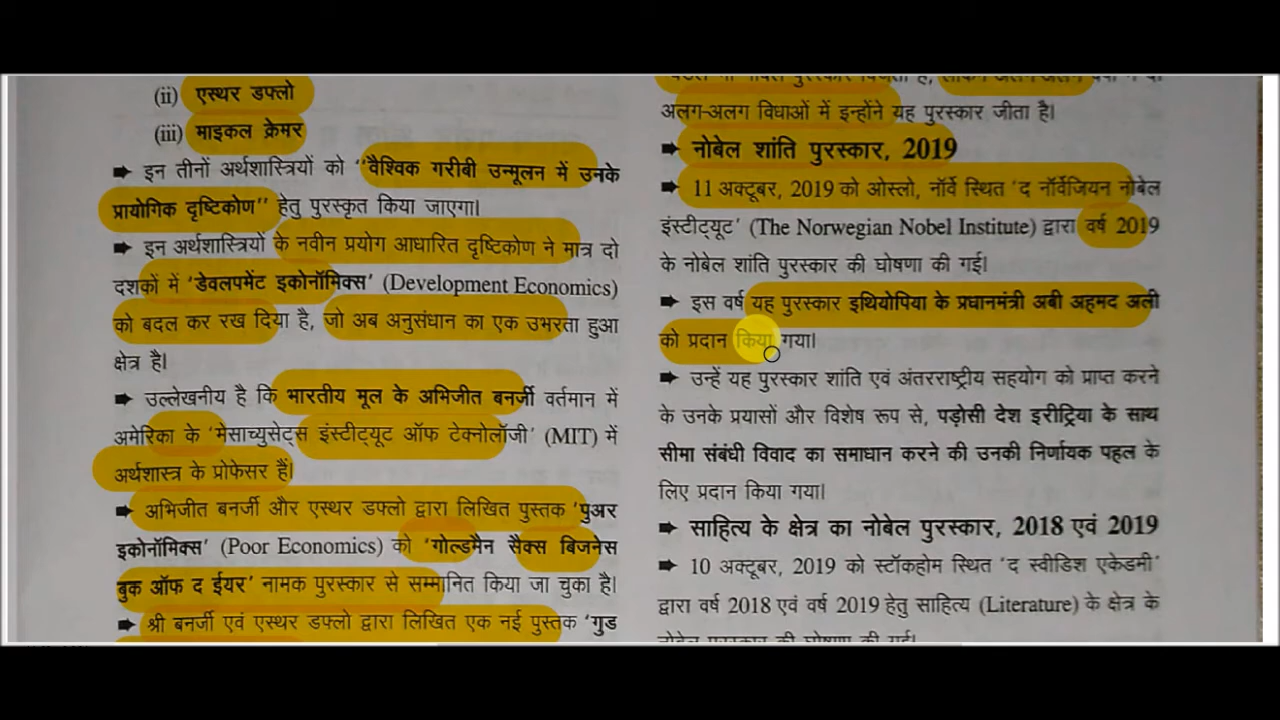 (ii) एस्थर डफ्लो
(iii) माइकल क्रेमर
➡ इन तीनों अर्थशास्त्रियों को ''वैश्विक गरीबी उन्मूलन में उनके
प्रायोगिक दृष्टिकोण'' हेतु पुरस्कृत किया जाएगा।
➡ इन अर्थशास्त्रियों के नवीन प्रयोग आधारित दृष्टिकोण ने मात्र दो
दशकों में 'डेवलपमेंट इकोनॉमिक्स' (Development Economics)
को बदल कर रख दिया है, जो अब अनुसंधान का एक उभरता हुआ
क्षेत्र है।
➡ उल्लेखनीय है कि भारतीय मूल के अभिजीत बनर्जी वर्तमान में
अमेरिका के 'मेसाच्युसेट्स इंस्टीट्यूट ऑफ टेक्नोलॉजी' (MIT) में
अर्थशास्त्र के प्रोफेसर हैं।
➡ अभिजीत बनर्जी और एस्थर डफ्लो द्वारा लिखित पुस्तक 'पुअर
इकोनॉमिक्स' (Poor Economics) को 'गोल्डमैन सैक्स बिजनेस
बुक ऑफ द ईयर' नामक पुरस्कार से सम्मानित किया जा चुका है।
➡ श्री बनर्जी एवं एस्थर डफ्लो द्वारा लिखित एक नई पुस्तक 'गुड
अलग-अलग विधाओं में इन्होंने यह पुरस्कार जीता है।
➡ नोबेल शांति पुरस्कार, 2019
➡ 11 अक्टूबर, 2019 को ओस्लो, नॉर्वे स्थित 'द नॉर्वेजियन नोबेल
इंस्टीट्यूट' (The Norwegian Nobel Institute) द्वारा वर्ष 2019
के नोबेल शांति पुरस्कार की घोषणा की गई।
➡ इस वर्ष यह पुरस्कार इथियोपिया के प्रधानमंत्री अबी अहमद अली
को प्रदान किया गया।
➡ उन्हें यह पुरस्कार शांति एवं अंतरराष्ट्रीय सहयोग को प्राप्त करने
के उनके प्रयासों और विशेष रूप से, पड़ोसी देश इरीट्रिया के साथ
सीमा संबंधी विवाद का समाधान करने की उनकी निर्णायक पहल के
लिए प्रदान किया गया।
➡ साहित्य के क्षेत्र का नोबेल पुरस्कार, 2018 एवं 2019
➡ 10 अक्टूबर, 2019 को स्टॉकहोम स्थित 'द स्वीडिश एकेडमी'
द्वारा वर्ष 2018 एवं वर्ष 2019 हेतु साहित्य (Literature) के क्षेत्र के
नोबेल पुरस्कार की घोषणा की गई।